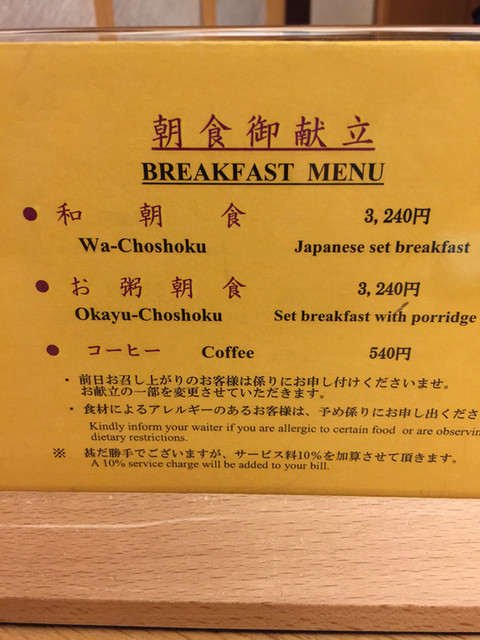 朝食御献立
BREAKFAST MENU
● 和朝食 3,240円
Wa-Choshoku Japanese set breakfast
● お粥朝食 3,240円
Okayu-Choshoku Set breakfast with porridge
● コーヒー Coffee 540円
・前日お召し上がりのお客様は係りにお申し付けくださいませ。
お献立の一部を変更させていただきます。
・食材によるアレルギーのあるお客様は、予め係りにお申し出くださ
Kindly inform your waiter if you are allergic to certain food or are observin
dietary restrictions.
※ 甚だ勝手でございますが、サービス料10%を加算させて頂きます。
A 10% service charge will be added to your bill.